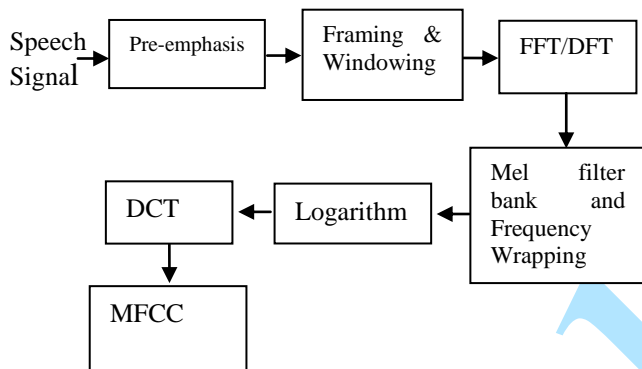 Speech
Signal
Pre-emphasis
Framing &
Windowing
FFT/DFT
Mel filter
bank and
Frequency
Wrapping
Logarithm
DCT
MFCC